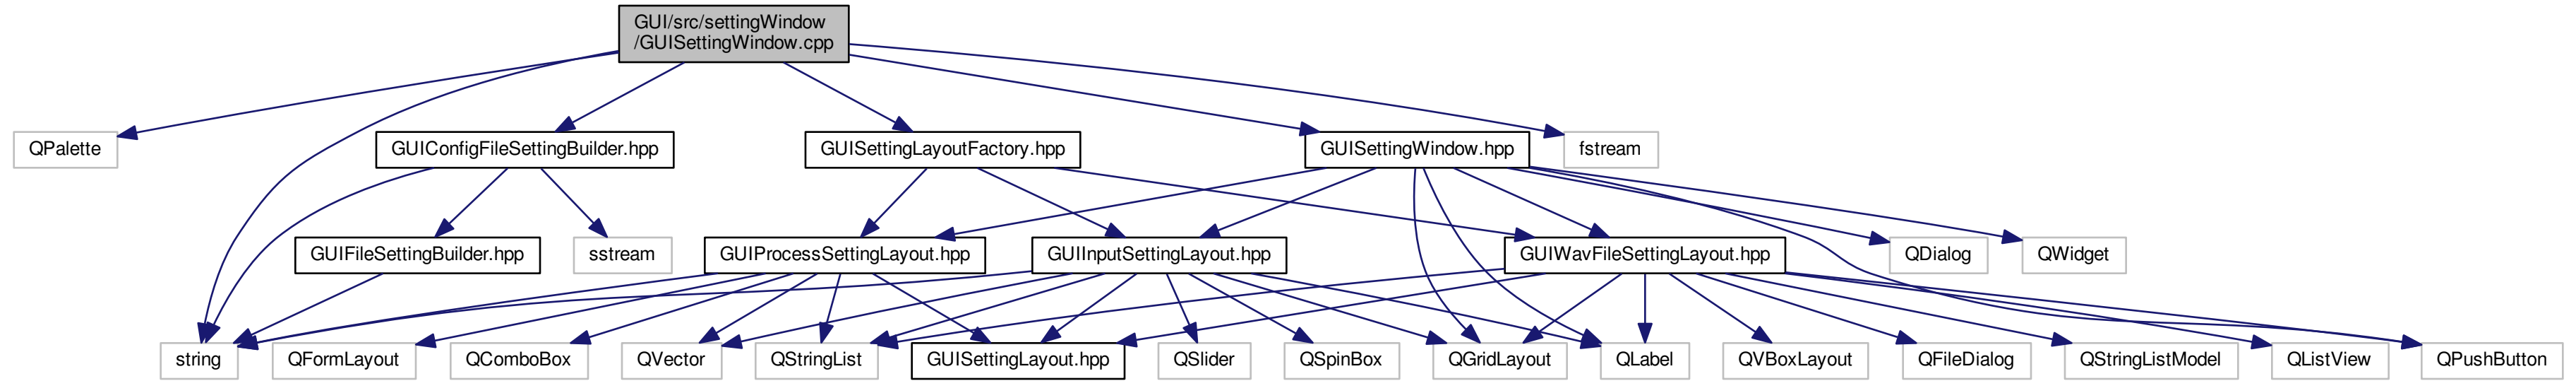 GUI/src/settingWindow
/GUISettingWindow.cpp
QPalette
GUIConfigFileSettingBuilder.hpp
GUISettingLayoutFactory.hpp
GUISettingWindow.hpp
fstream
GUIFileSettingBuilder.hpp
sstream
GUIProcessSettingLayout.hpp
GUIInputSettingLayout.hpp
GUIWavFileSettingLayout.hpp
QDialog
QWidget
string
QFormLayout
QComboBox
QVector
QStringList
GUISettingLayout.hpp
QSlider
QSpinBox
QGridLayout
QLabel
QVBoxLayout
QFileDialog
QStringListModel
QListView
QPushButton